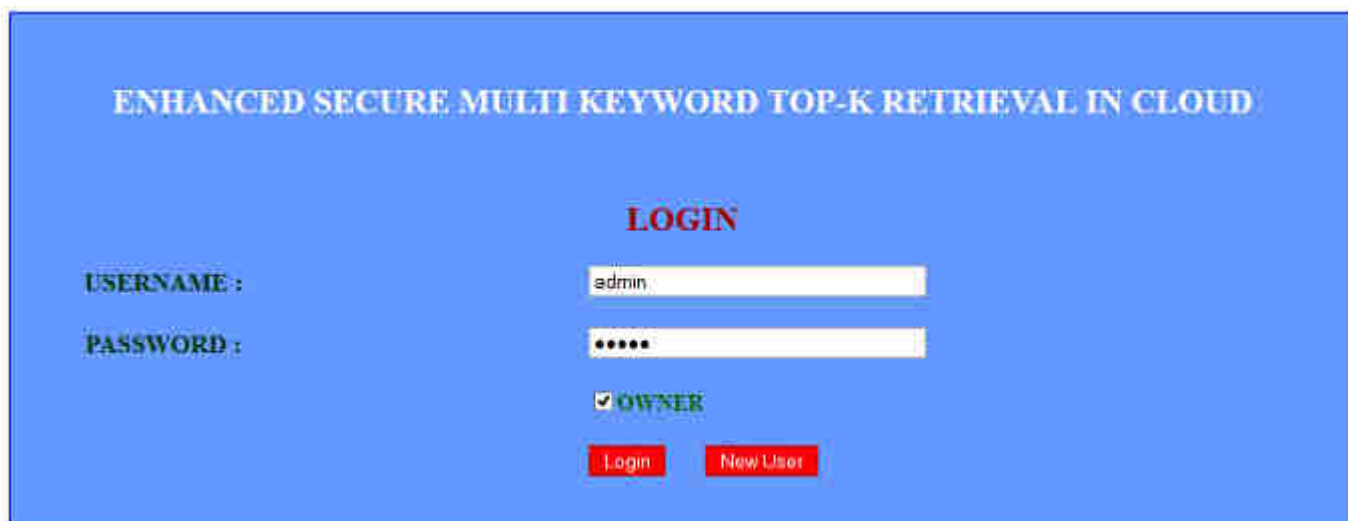 ENHANCED SECURE MULTI KEYWORD TOP-K RETRIEVAL IN CLOUD
LOGIN
USERNAME : admin
PASSWORD : •••••
OWNER
Login New User